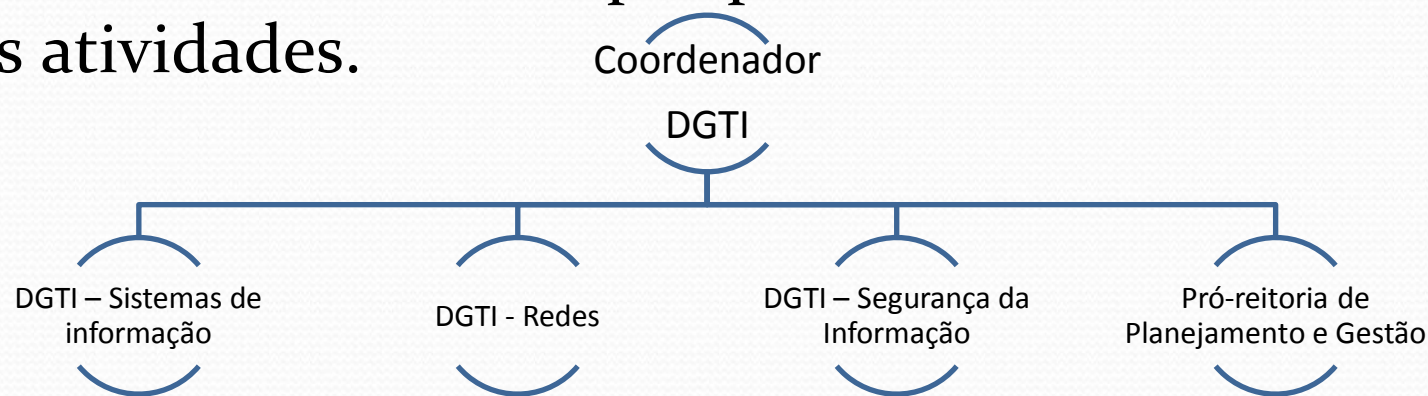 s atividades.
Coordenador
DGTI
DGTI – Sistemas de
informação
DGTI - Redes
DGTI – Segurança da
Informação
Pró-reitoria de
Planejamento e Gestão